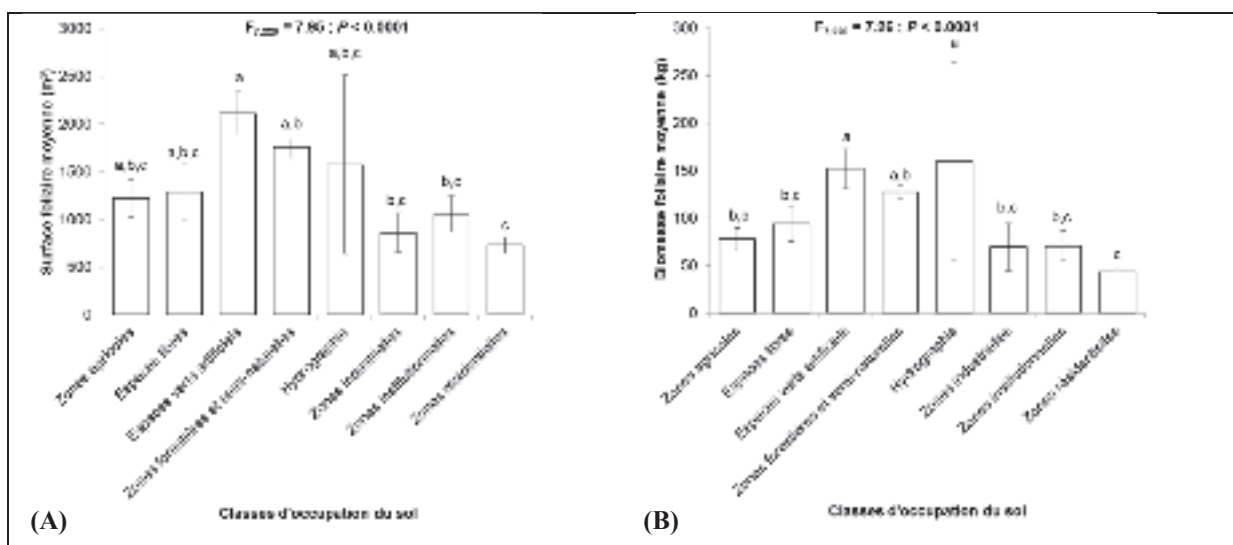 = 7.95 ; P < 0.0001
Surface foliaire moyenne (m²)
3000
2500
2000
1500
1000
500
0
a,b,c
a,b,c
a
a,b
a,b,c
b,c
b,c
c
Zones agricoles
Espaces libres
Espaces verts artificiels
Zones forestières et semi-naturelles
Hydrographie
Zones industrielles
Zones institutionnelles
Zones résidentielles
Classes d'occupation du sol
(A)
P < 0.0001
Biomasse foliaire moyenne (kg)
300
250
200
150
100
50
0
b,c
b,c
a
a,b
b,c
b,c
c
Zones agricoles
Espaces libres
Espaces verts artificiels
Zones forestières et semi-naturelles
Hydrographie
Zones industrielles
Zones institutionnelles
Zones résidentielles
Classes d'occupation du sol
(B)